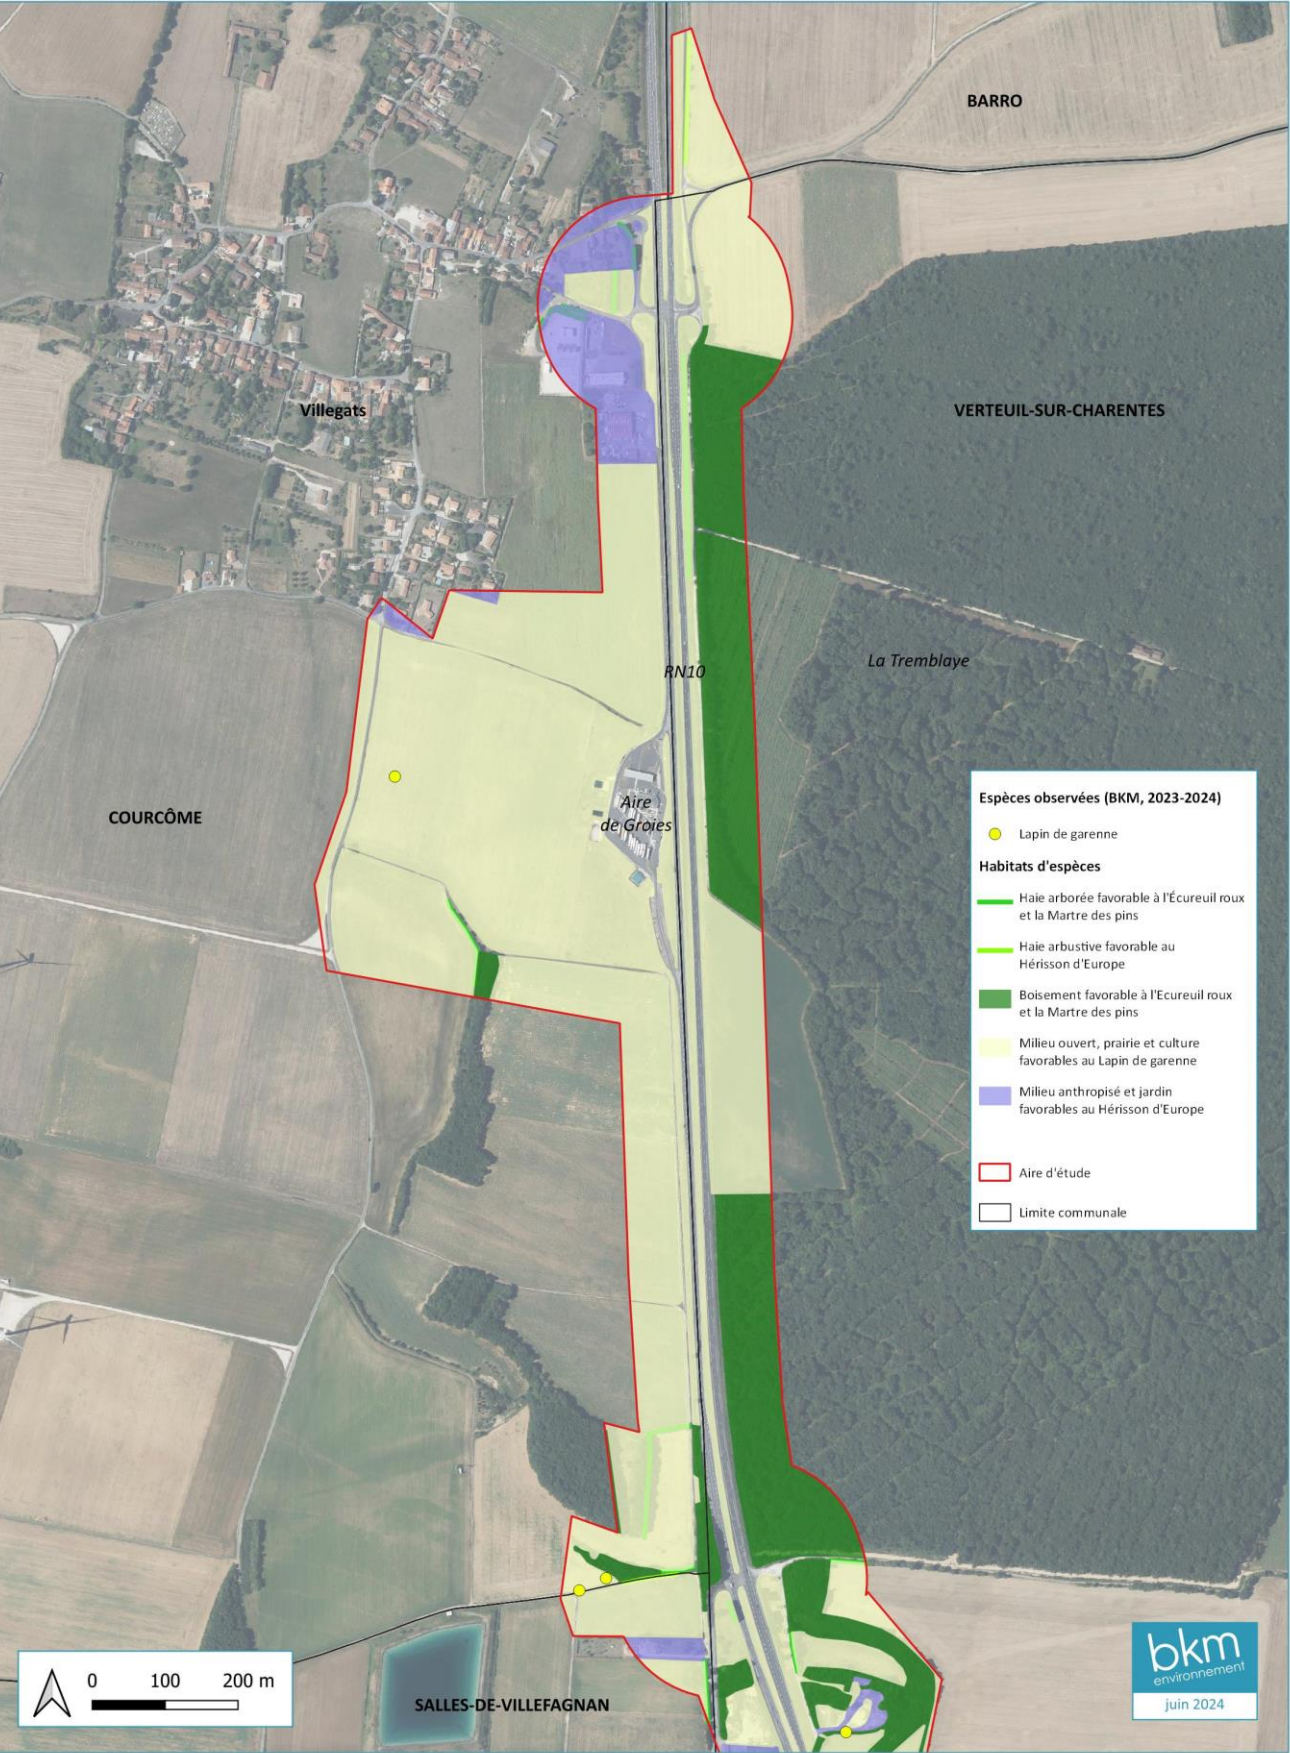 BARRO
Villegats
VERTEUIL-SUR-CHARENTES
RN10
La Tremblaye
COURCÔME
Aire
de Groies
Espèces observées (BKM, 2023-2024)
Lapin de garenne
Habitats d'espèces
Haie arborée favorable à l'Écureuil roux
et la Martre des pins
Haie arbustive favorable au
Hérisson d'Europe
Boisement favorable à l'Ecureuil roux
et la Martre des pins
Milieu ouvert, prairie et culture
favorables au Lapin de garenne
Milieu anthropisé et jardin
favorables au Hérisson d'Europe
Aire d'étude
Limite communale
0 100 200 m
SALLES-DE-VILLEFAGNAN
bkm
environnement
juin 2024